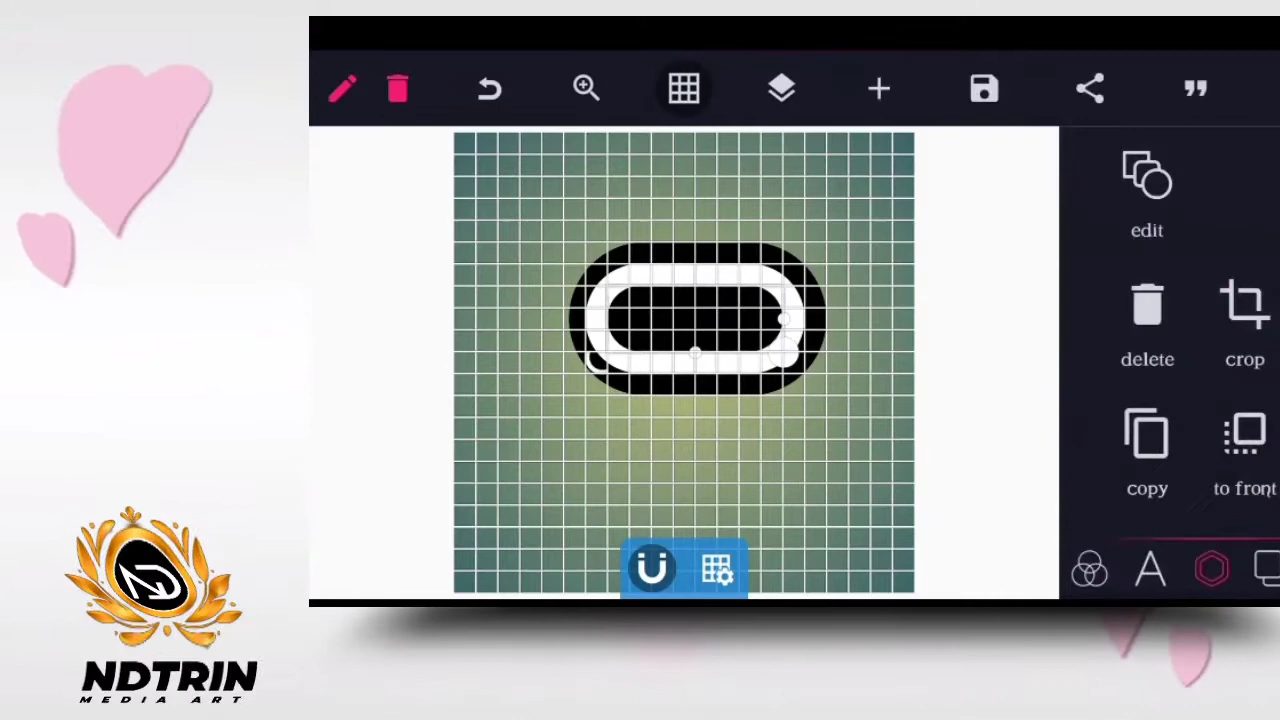 edit
delete
crop
copy
to front
NDTRIN
MEDIA ART